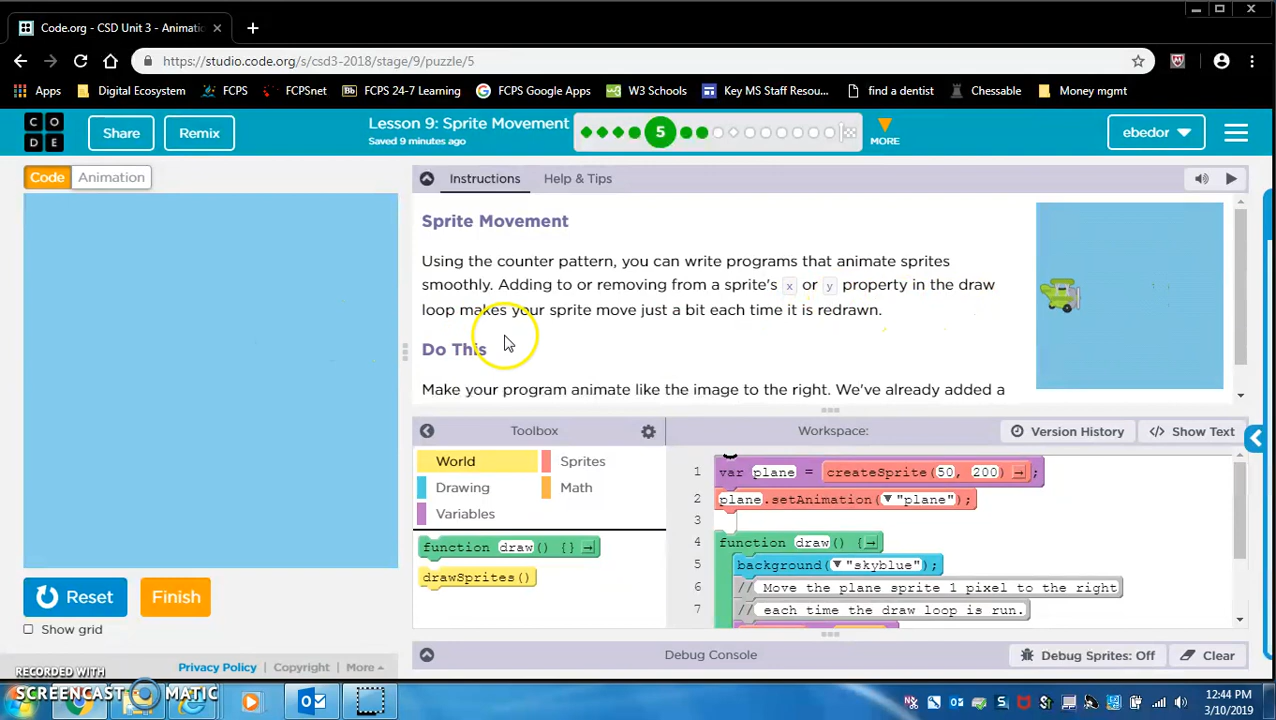 Code.org - CSD Unit 3 - Animatic
https://studio.code.org/s/csd3-2018/stage/9/puzzle/5
Apps Digital Ecosystem FCPS FCPSnet Bb FCPS 24-7 Learning FCPS Google Apps W3 Schools Key MS Staff Resou... find a dentist Chessable Money mgmt
C O D E
Share Remix
Lesson 9: Sprite Movement
Saved 9 minutes ago
5
MORE
ebedor
Code Animation
Instructions Help & Tips
Sprite Movement
Using the counter pattern, you can write programs that animate sprites
smoothly. Adding to or removing from a sprite's x or y property in the draw
loop makes your sprite move just a bit each time it is redrawn.
Do This
Make your program animate like the image to the right. We've already added a
Toolbox
Workspace:
Version History
</> Show Text
World Sprites
Drawing Math
Variables
function draw() {}
drawSprites()
1 var plane = createSprite(50, 200);
2 plane.setAnimation("plane");
3
4 function draw() {
5 background("skyblue");
6 // Move the plane sprite 1 pixel to the right
7 // each time the draw loop is run.
Reset Finish
Show grid
Debug Console
Debug Sprites: Off
Clear
Privacy Policy Copyright More
RECORDED WITH
SCREENCAST MATIC
12:44 PM
3/10/2019